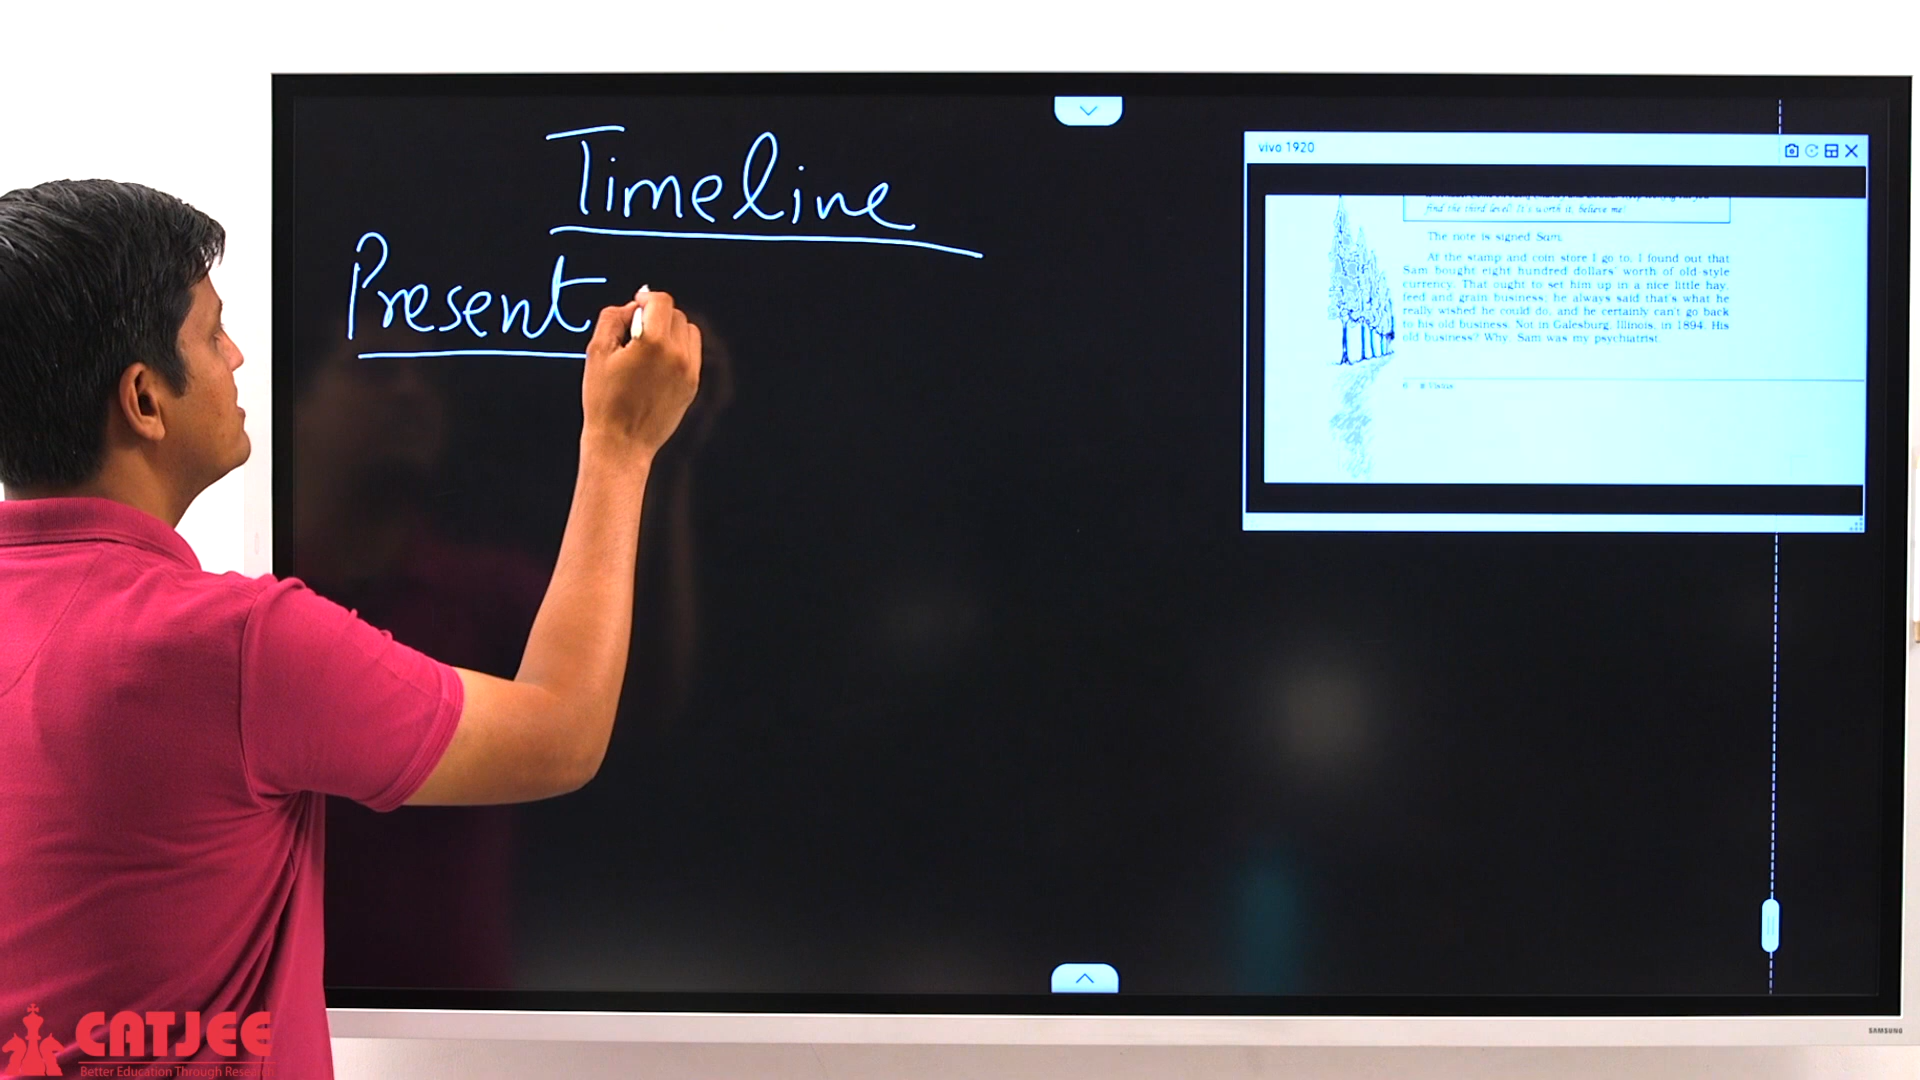 Timeline
Present
vivo 1920
find the third level! It's worth it, believe me!
The note is signed Sam.
At the stamp and coin store I go to, I found out that
Sam bought eight hundred dollars' worth of old-style
currency. That ought to set him up in a nice little hay,
feed and grain business; he always said that's what he
really wished he could do, and he certainly can't go back
to his old business. Not in Galesburg, Illinois, in 1894. His
old business? Why, Sam was my psychiatrist.
SAMSUNG
CATJEE
Better Education Through